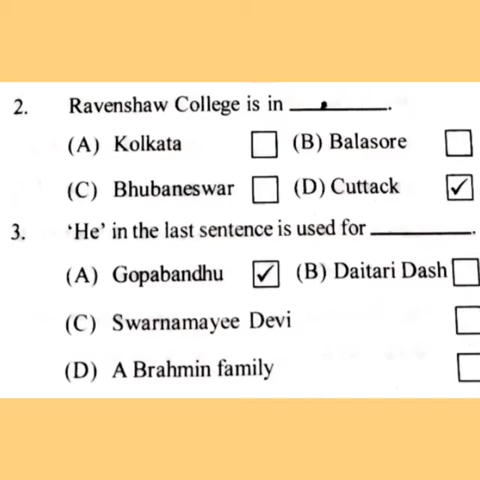 2. Ravenshaw College is in ________.
(A) Kolkata ☐ (B) Balasore ☐
(C) Bhubaneswar ☐ (D) Cuttack ☑
3. ‘He’ in the last sentence is used for ________.
(A) Gopabandhu ☑ (B) Daitari Dash ☐
(C) Swarnamayee Devi ☐
(D) A Brahmin family ☐